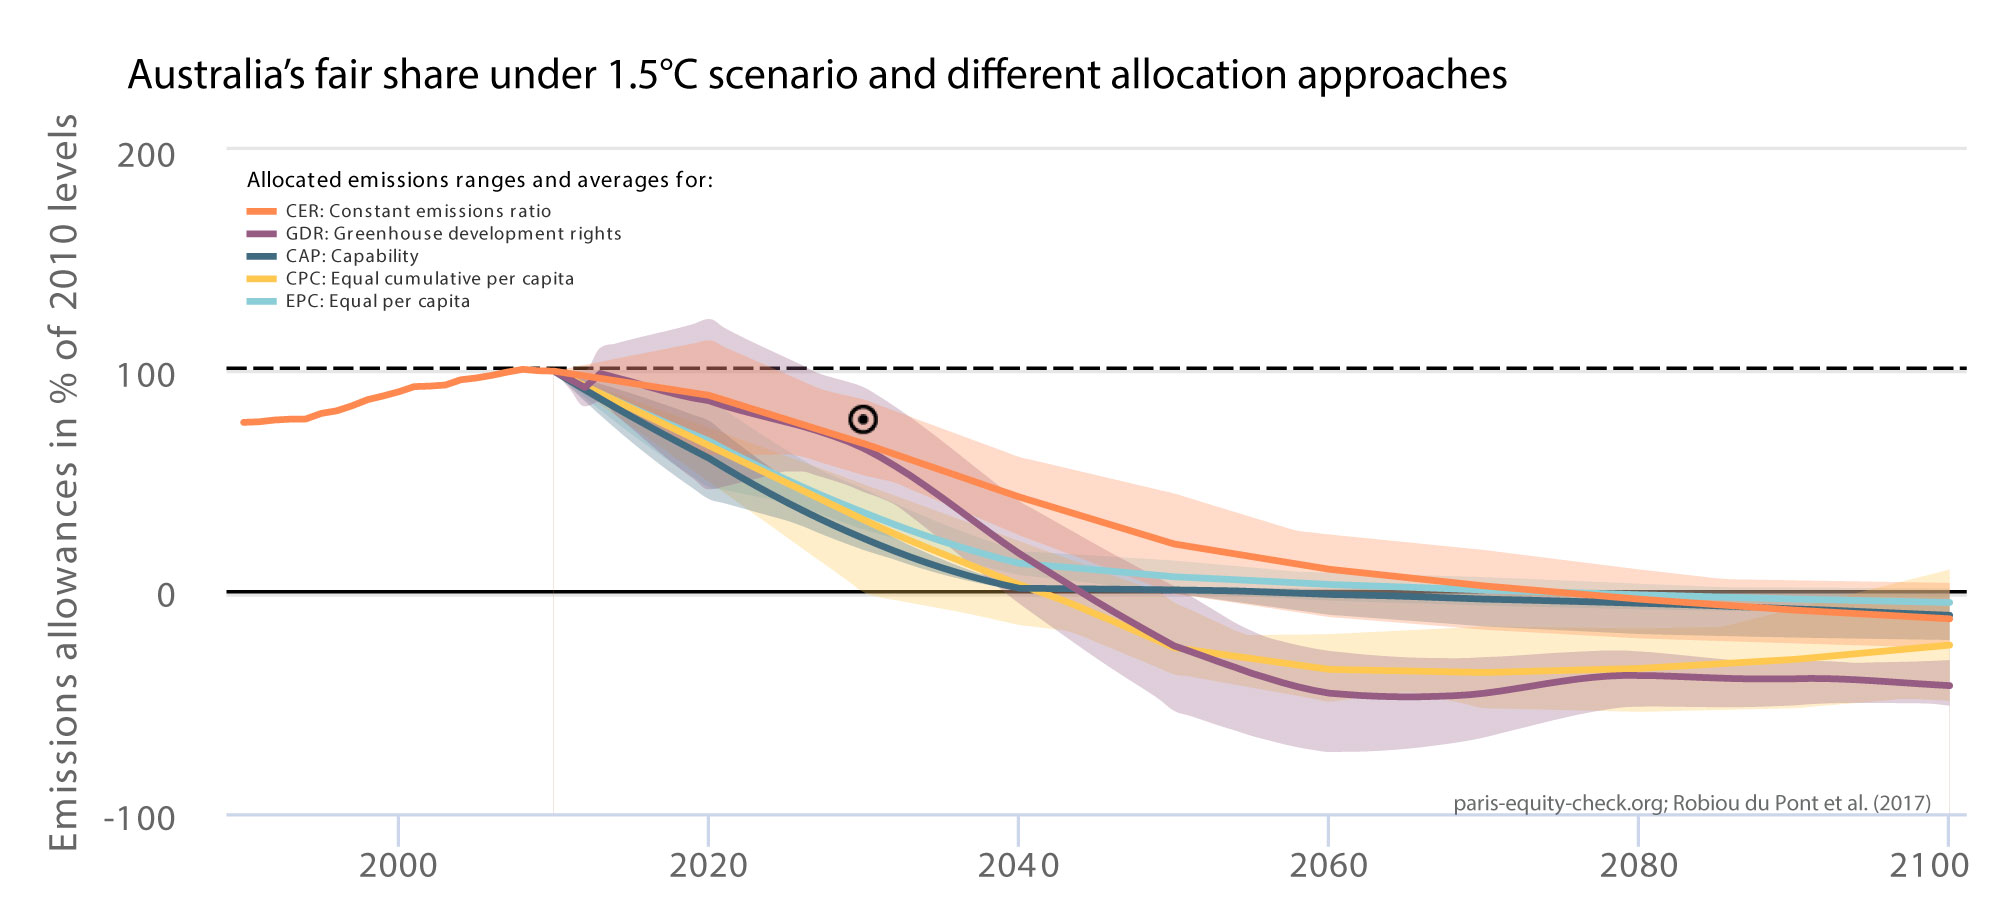 Australia’s fair share under 1.5°C scenario and different allocation approaches
Emissions allowances in % of 2010 levels
200
Allocated emissions ranges and averages for:
CER: Constant emissions ratio
GDR: Greenhouse development rights
CAP: Capability
CPC: Equal cumulative per capita
EPC: Equal per capita
100
0
-100
paris-equity-check.org; Robiou du Pont et al. (2017)
2000 2020 2040 2060 2080 2100